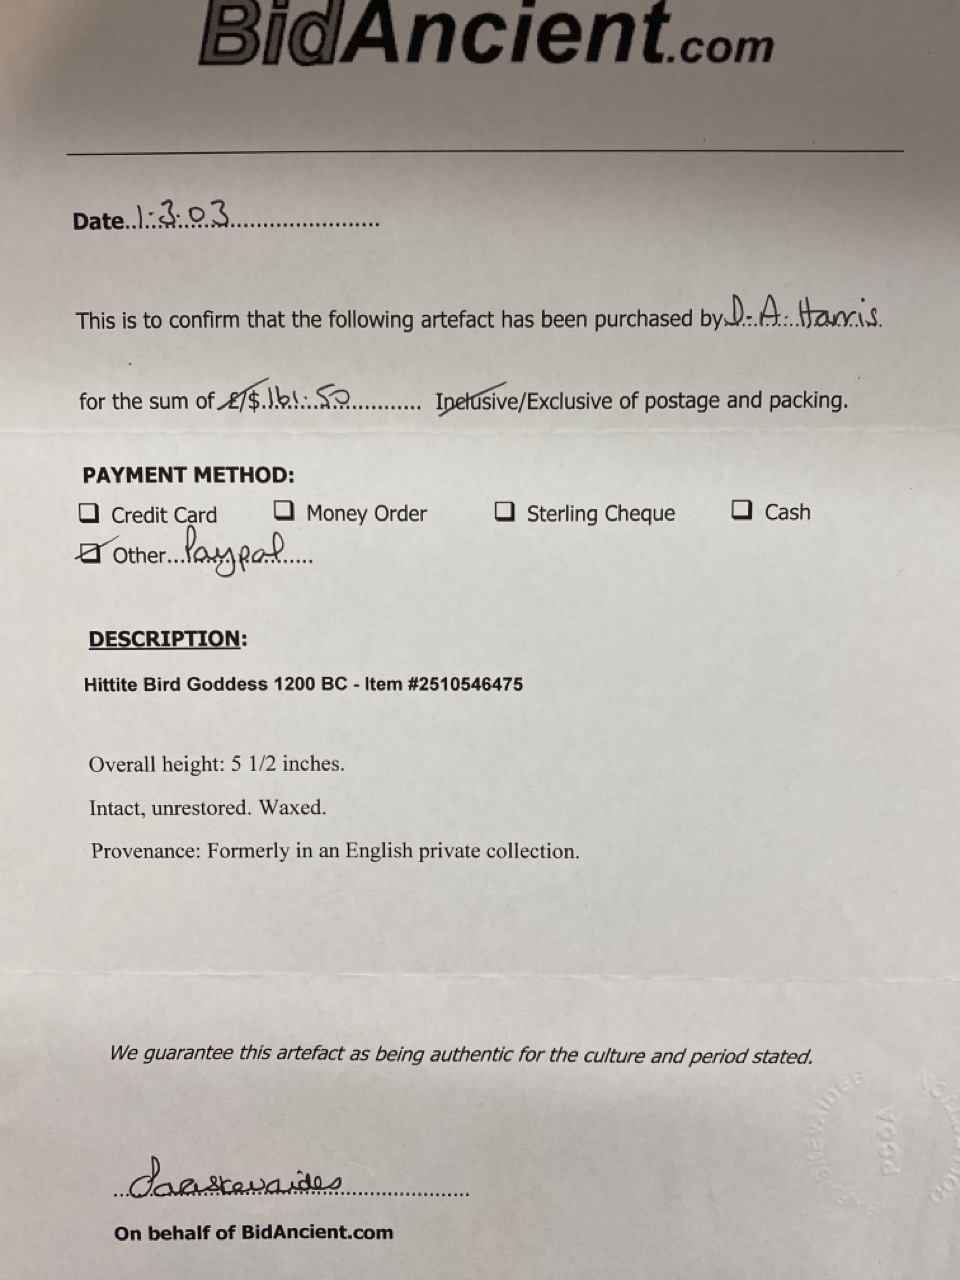 BidAncient.com
Date..1.3.03........................
This is to confirm that the following artefact has been purchased by D. A. Harris.
for the sum of £/$.161.50............ Inclusive/Exclusive of postage and packing.
PAYMENT METHOD:
❑ Credit Card ❑ Money Order ❑ Sterling Cheque ❑ Cash
☑ Other...Paypal......
DESCRIPTION:
Hittite Bird Goddess 1200 BC - Item #2510546475
Overall height: 5 1/2 inches.
Intact, unrestored. Waxed.
Provenance: Formerly in an English private collection.
We guarantee this artefact as being authentic for the culture and period stated.
On behalf of BidAncient.com